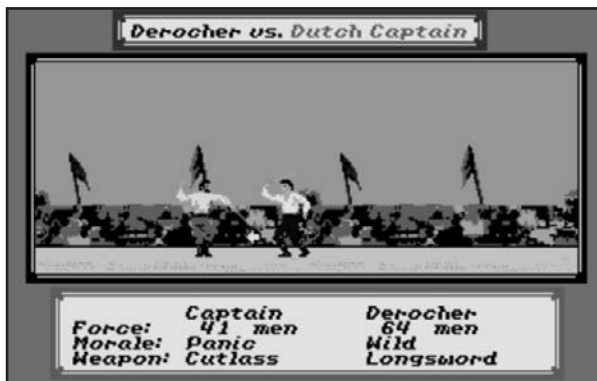 Derocher vs. Dutch Captain
Captain Derocher
Force: 41 men 64 men
Morale: Panic Wild
Weapon: Cutlass Longsword